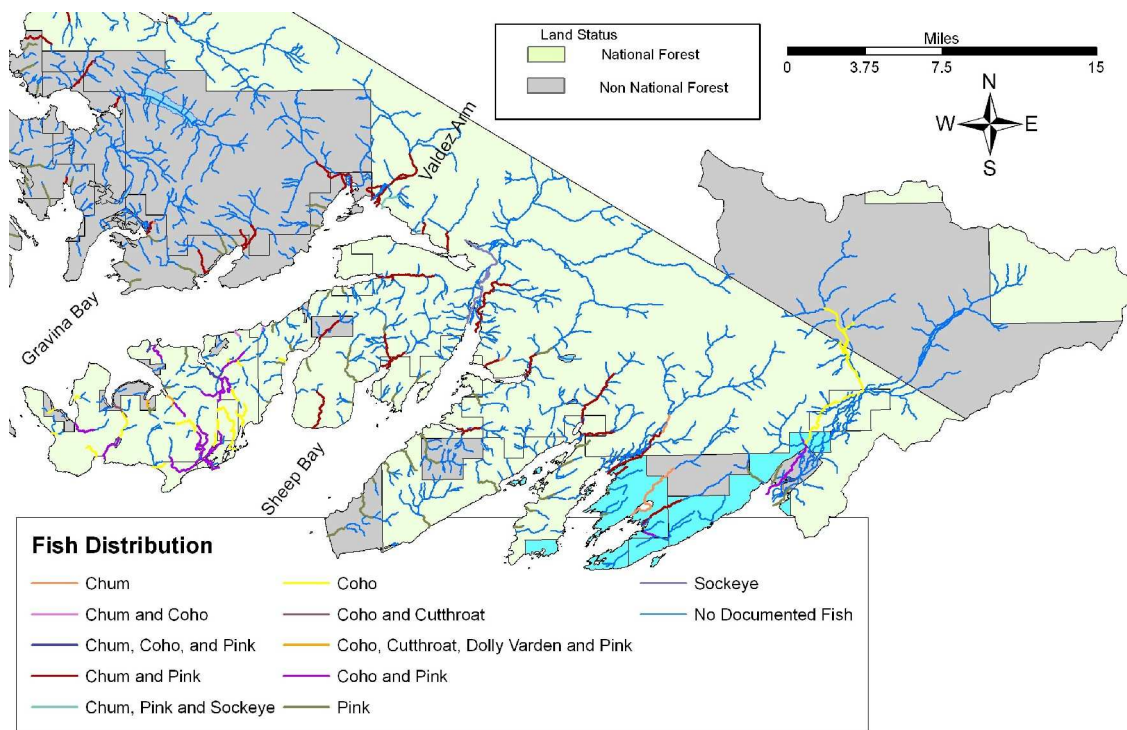 Land Status
National Forest
Non National Forest
Miles
0 3.75 7.5 15
N
W E
S
Valdez Arm
Gravina Bay
Sheep Bay
Fish Distribution
Chum Coho Sockeye
Chum and Coho Coho and Cutthroat No Documented Fish
Chum, Coho, and Pink Coho, Cutthroat, Dolly Varden and Pink
Chum and Pink Coho and Pink
Chum, Pink and Sockeye Pink